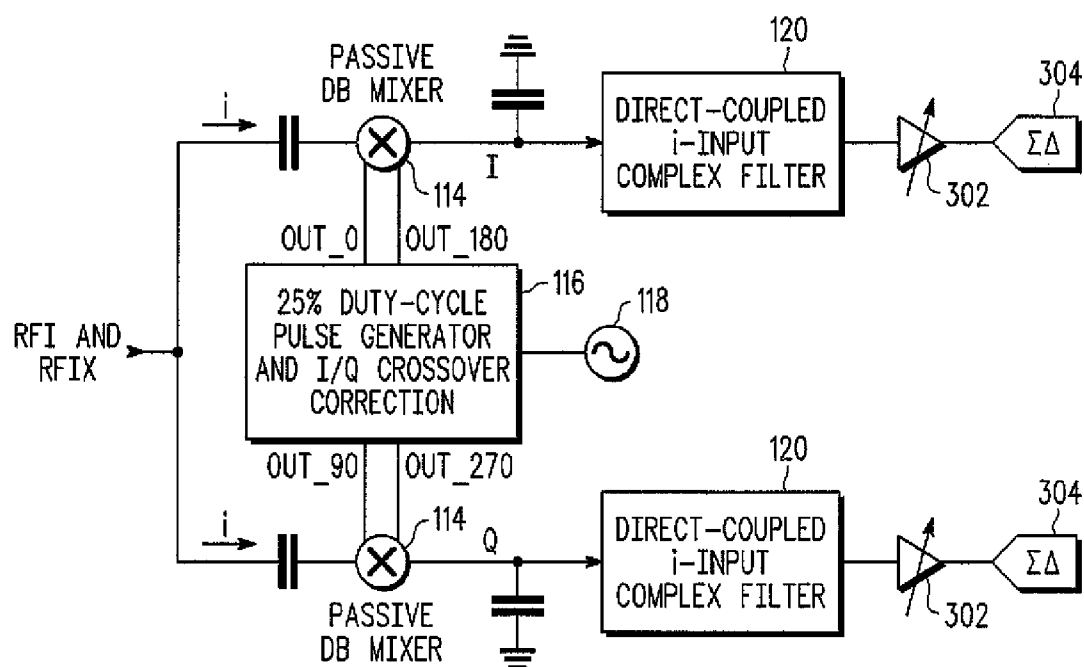 PASSIVE
DB MIXER
i
I
114
120
DIRECT-COUPLED
i-INPUT
COMPLEX FILTER
302
304
ΣΔ
OUT_0
OUT_180
116
25% DUTY-CYCLE
PULSE GENERATOR
AND I/Q CROSSOVER
CORRECTION
118
RFI AND
RFIX
OUT_90
OUT_270
i
114
Q
PASSIVE
DB MIXER
120
DIRECT-COUPLED
i-INPUT
COMPLEX FILTER
302
304
ΣΔ